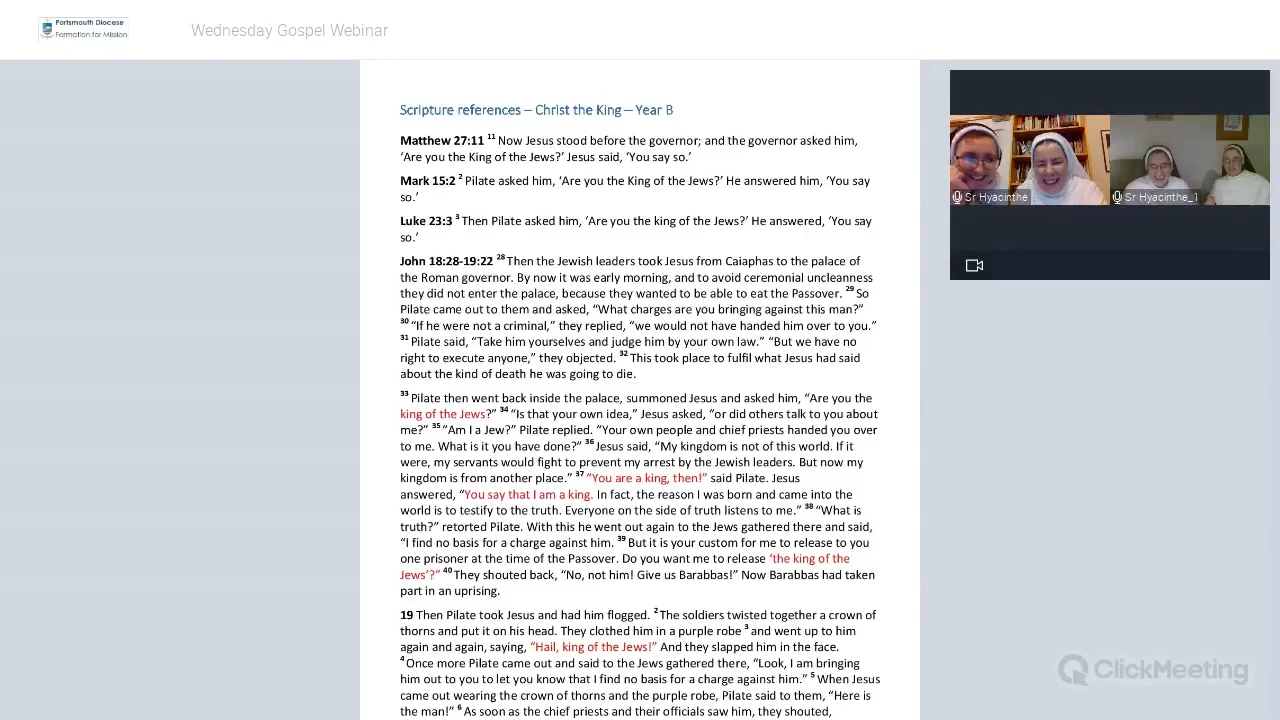 Portsmouth Diocese
Formation for Mission
Wednesday Gospel Webinar
Scripture references – Christ the King – Year B
Matthew 27:11 11 Now Jesus stood before the governor; and the governor asked him,
‘Are you the King of the Jews?’ Jesus said, ‘You say so.’
Mark 15:2 2 Pilate asked him, ‘Are you the King of the Jews?’ He answered him, ‘You say
so.’
Luke 23:3 3 Then Pilate asked him, ‘Are you the king of the Jews?’ He answered, ‘You say
so.’
John 18:28-19:22 28 Then the Jewish leaders took Jesus from Caiaphas to the palace of
the Roman governor. By now it was early morning, and to avoid ceremonial uncleanness
they did not enter the palace, because they wanted to be able to eat the Passover. 29 So
Pilate came out to them and asked, “What charges are you bringing against this man?”
30 “If he were not a criminal,” they replied, “we would not have handed him over to you.”
31 Pilate said, “Take him yourselves and judge him by your own law.” “But we have no
right to execute anyone,” they objected. 32 This took place to fulfil what Jesus had said
about the kind of death he was going to die.
33 Pilate then went back inside the palace, summoned Jesus and asked him, “Are you the
king of the Jews?” 34 “Is that your own idea,” Jesus asked, “or did others talk to you about
me?” 35 “Am I a Jew?” Pilate replied. “Your own people and chief priests handed you over
to me. What is it you have done?” 36 Jesus said, “My kingdom is not of this world. If it
were, my servants would fight to prevent my arrest by the Jewish leaders. But now my
kingdom is from another place.” 37 “You are a king, then!” said Pilate. Jesus
answered, “You say that I am a king. In fact, the reason I was born and came into the
world is to testify to the truth. Everyone on the side of truth listens to me.” 38 “What is
truth?” retorted Pilate. With this he went out again to the Jews gathered there and said,
“I find no basis for a charge against him. 39 But it is your custom for me to release to you
one prisoner at the time of the Passover. Do you want me to release ‘the king of the
Jews’?” 40 They shouted back, “No, not him! Give us Barabbas!” Now Barabbas had taken
part in an uprising.
19 Then Pilate took Jesus and had him flogged. 2 The soldiers twisted together a crown of
thorns and put it on his head. They clothed him in a purple robe 3 and went up to him
again and again, saying, “Hail, king of the Jews!” And they slapped him in the face.
4 Once more Pilate came out and said to the Jews gathered there, “Look, I am bringing
him out to you to let you know that I find no basis for a charge against him.” 5 When Jesus
came out wearing the crown of thorns and the purple robe, Pilate said to them, “Here is
the man!” 6 As soon as the chief priests and their officials saw him, they shouted,
Sr Hyacinthe
Sr Hyacinthe_1
ClickMeeting